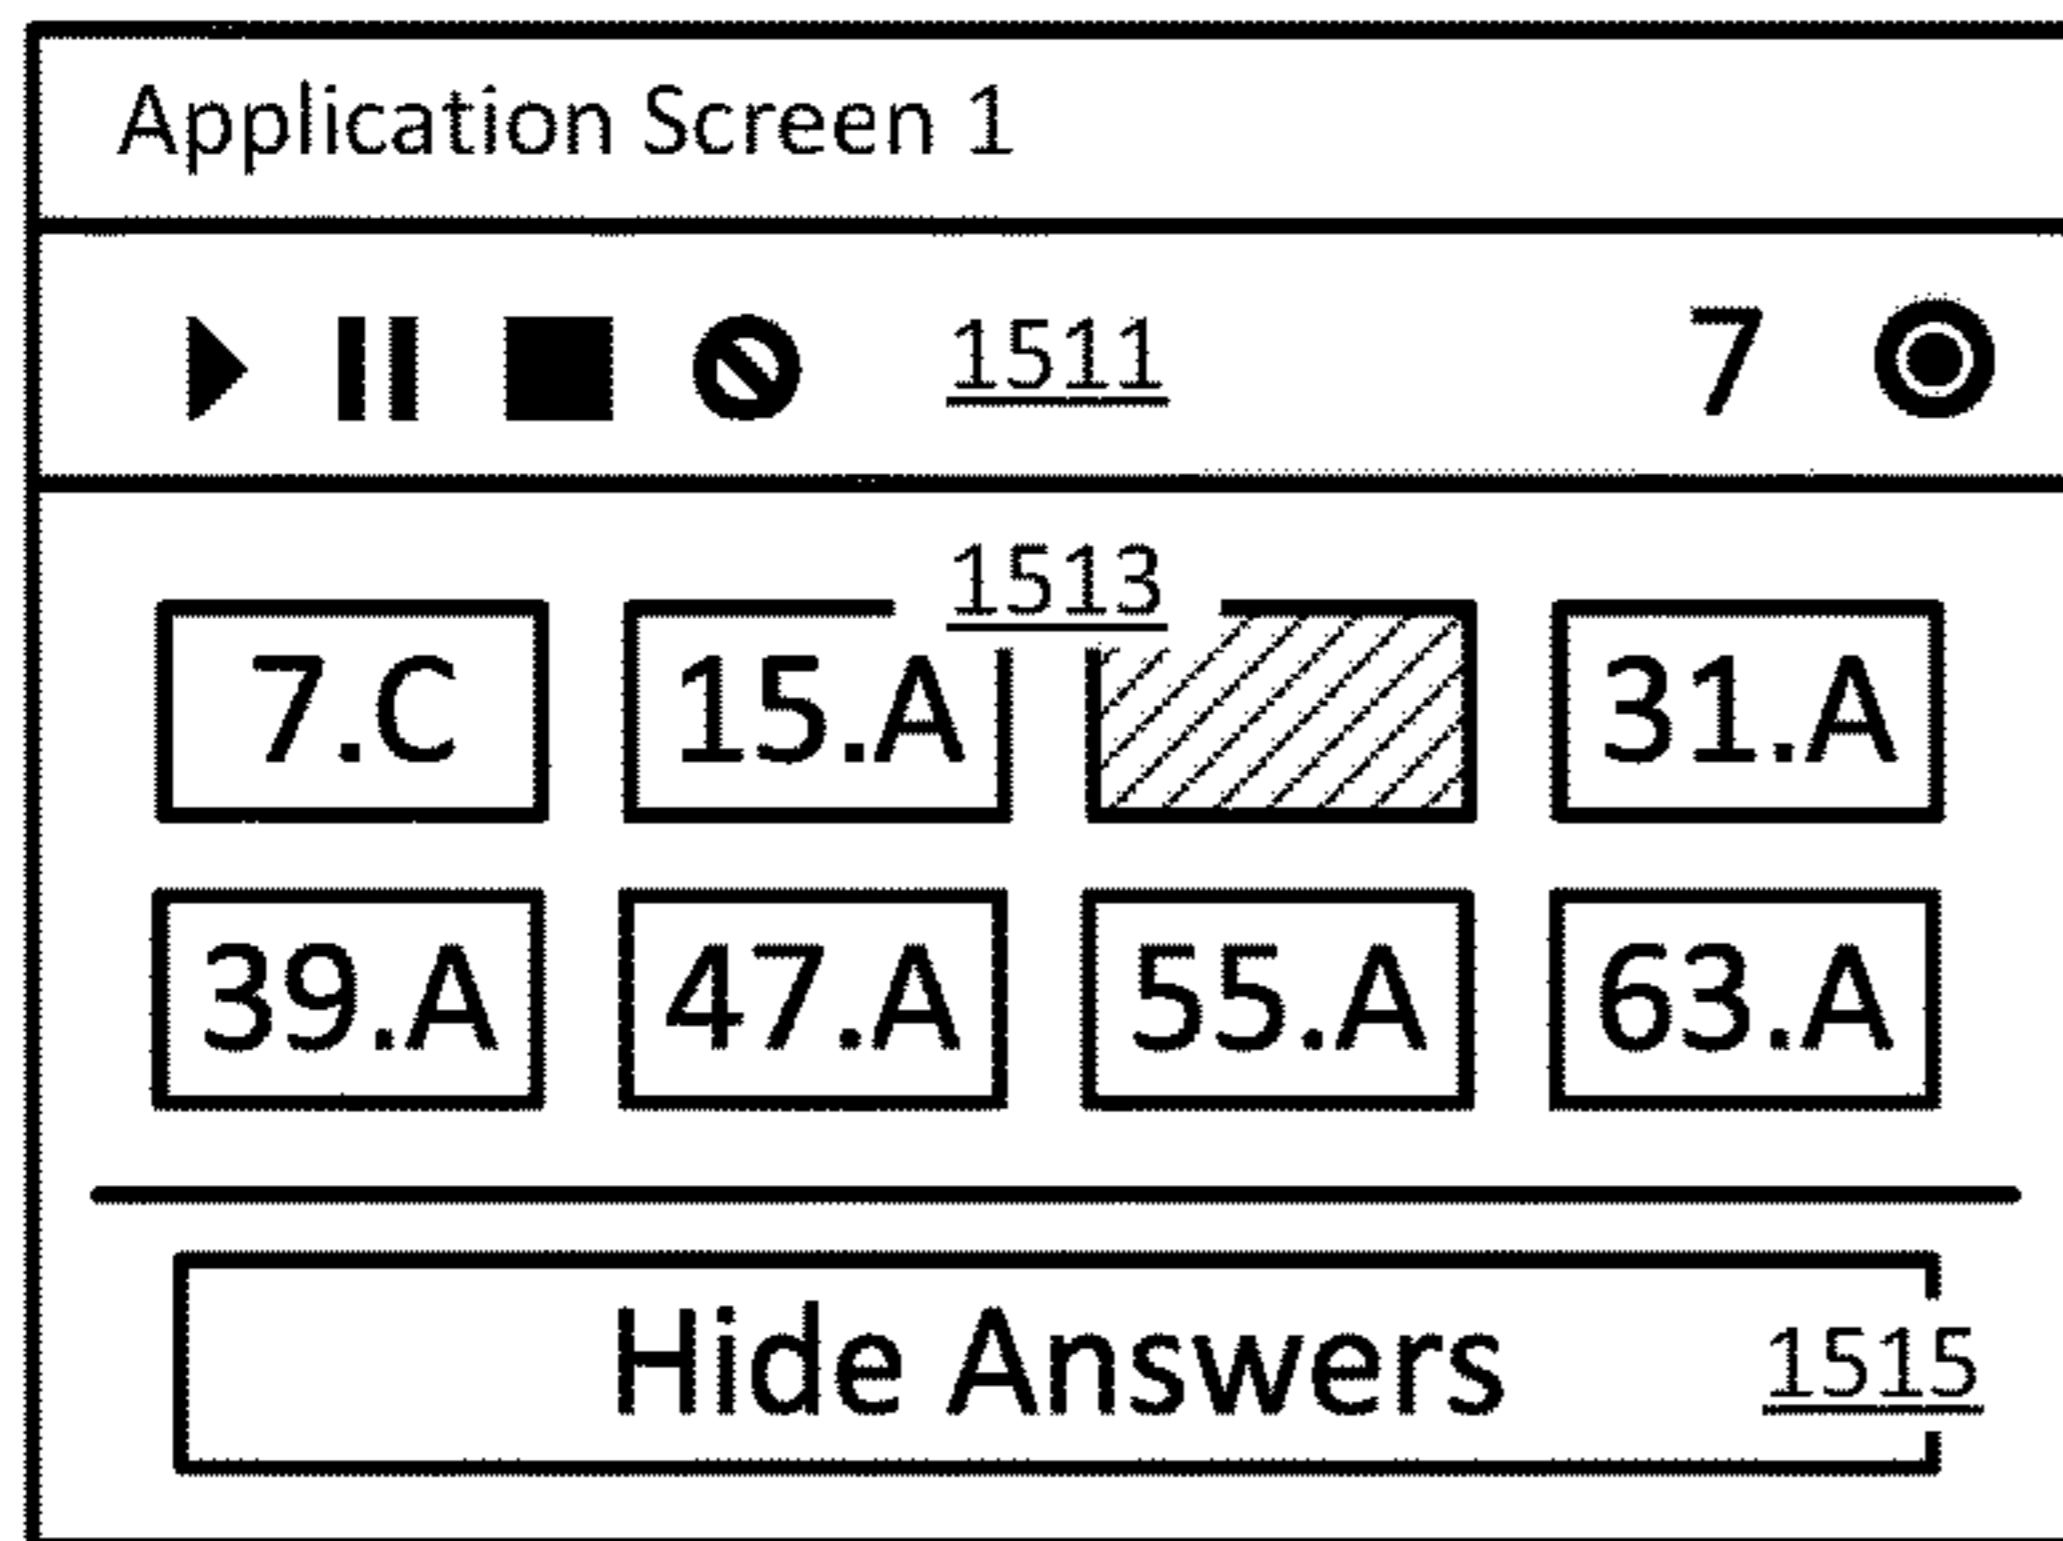 Application Screen 1
1511 7
1513
7.C 15.A 31.A
39.A 47.A 55.A 63.A
Hide Answers 1515